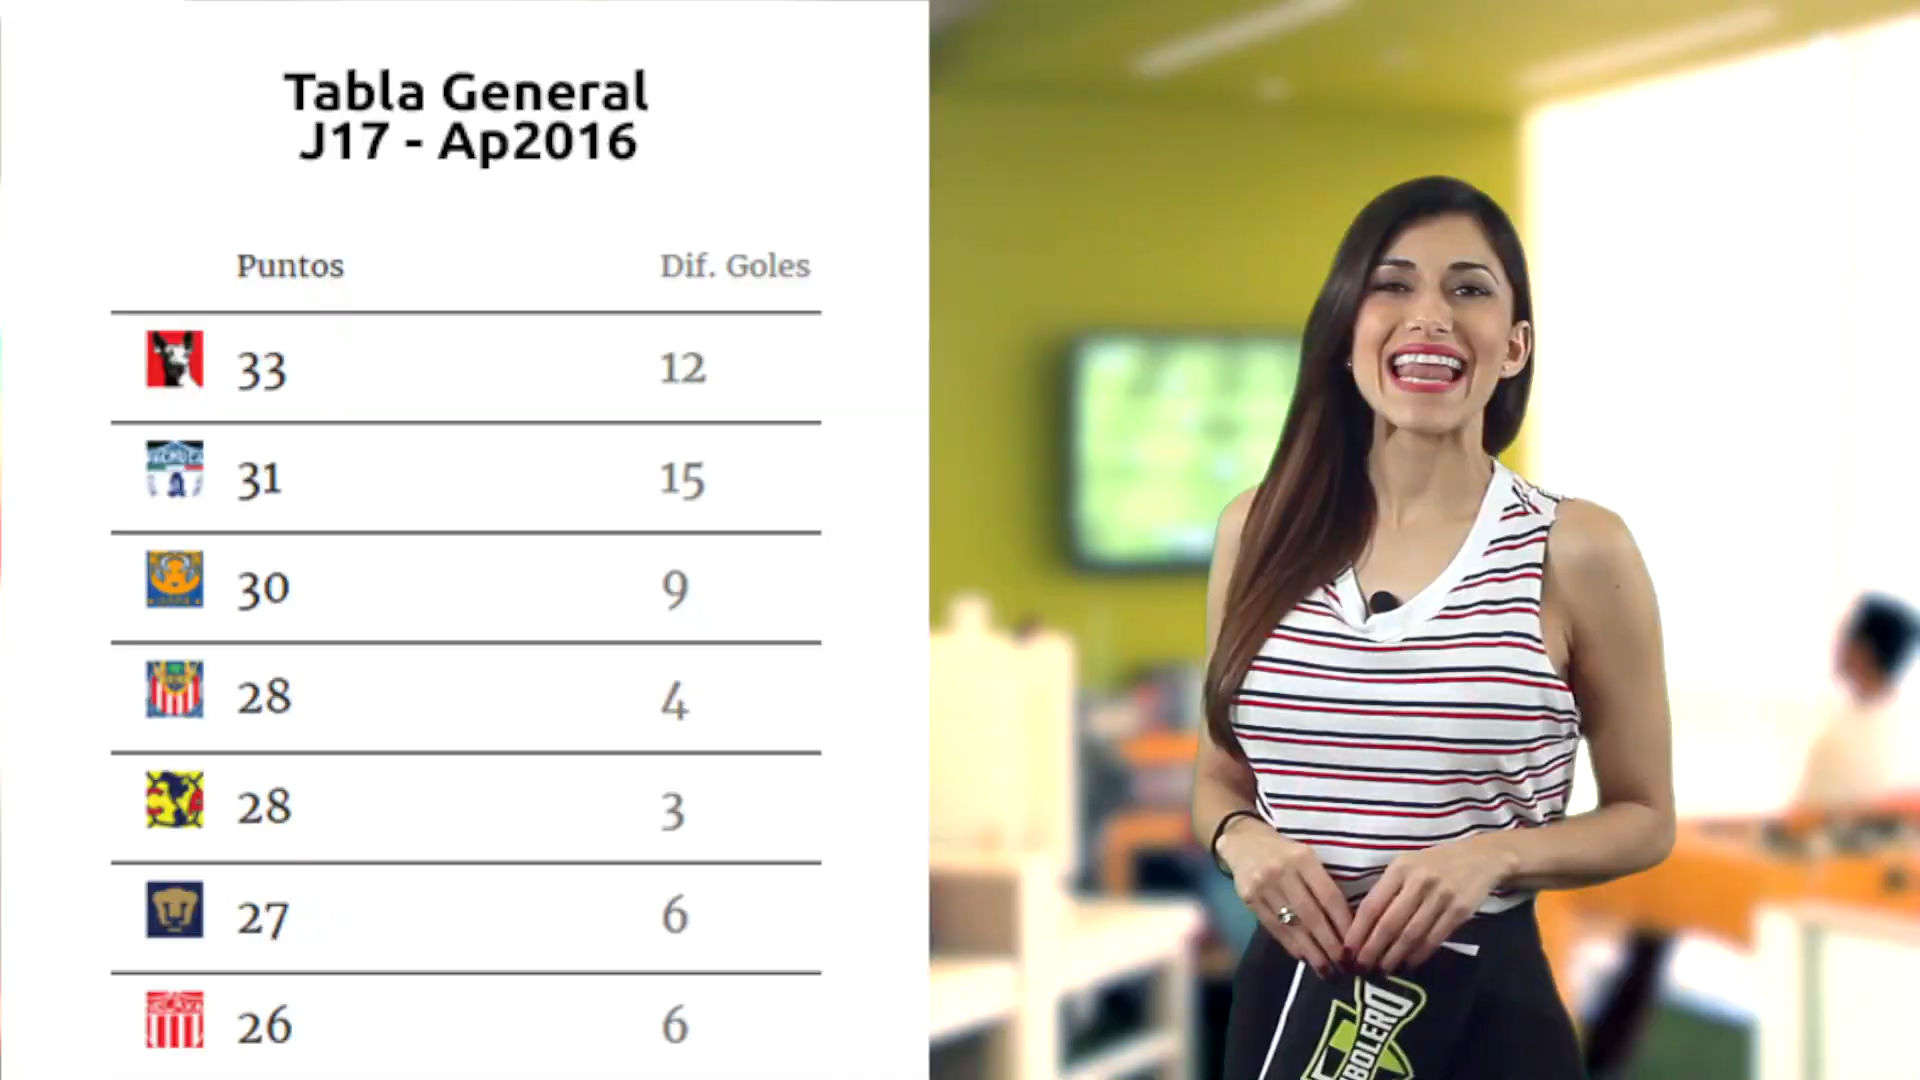 Tabla General
J17 - Ap2016
Puntos Dif. Goles
33 12
31 15
30 9
28 4
28 3
27 6
26 6
BOLERO